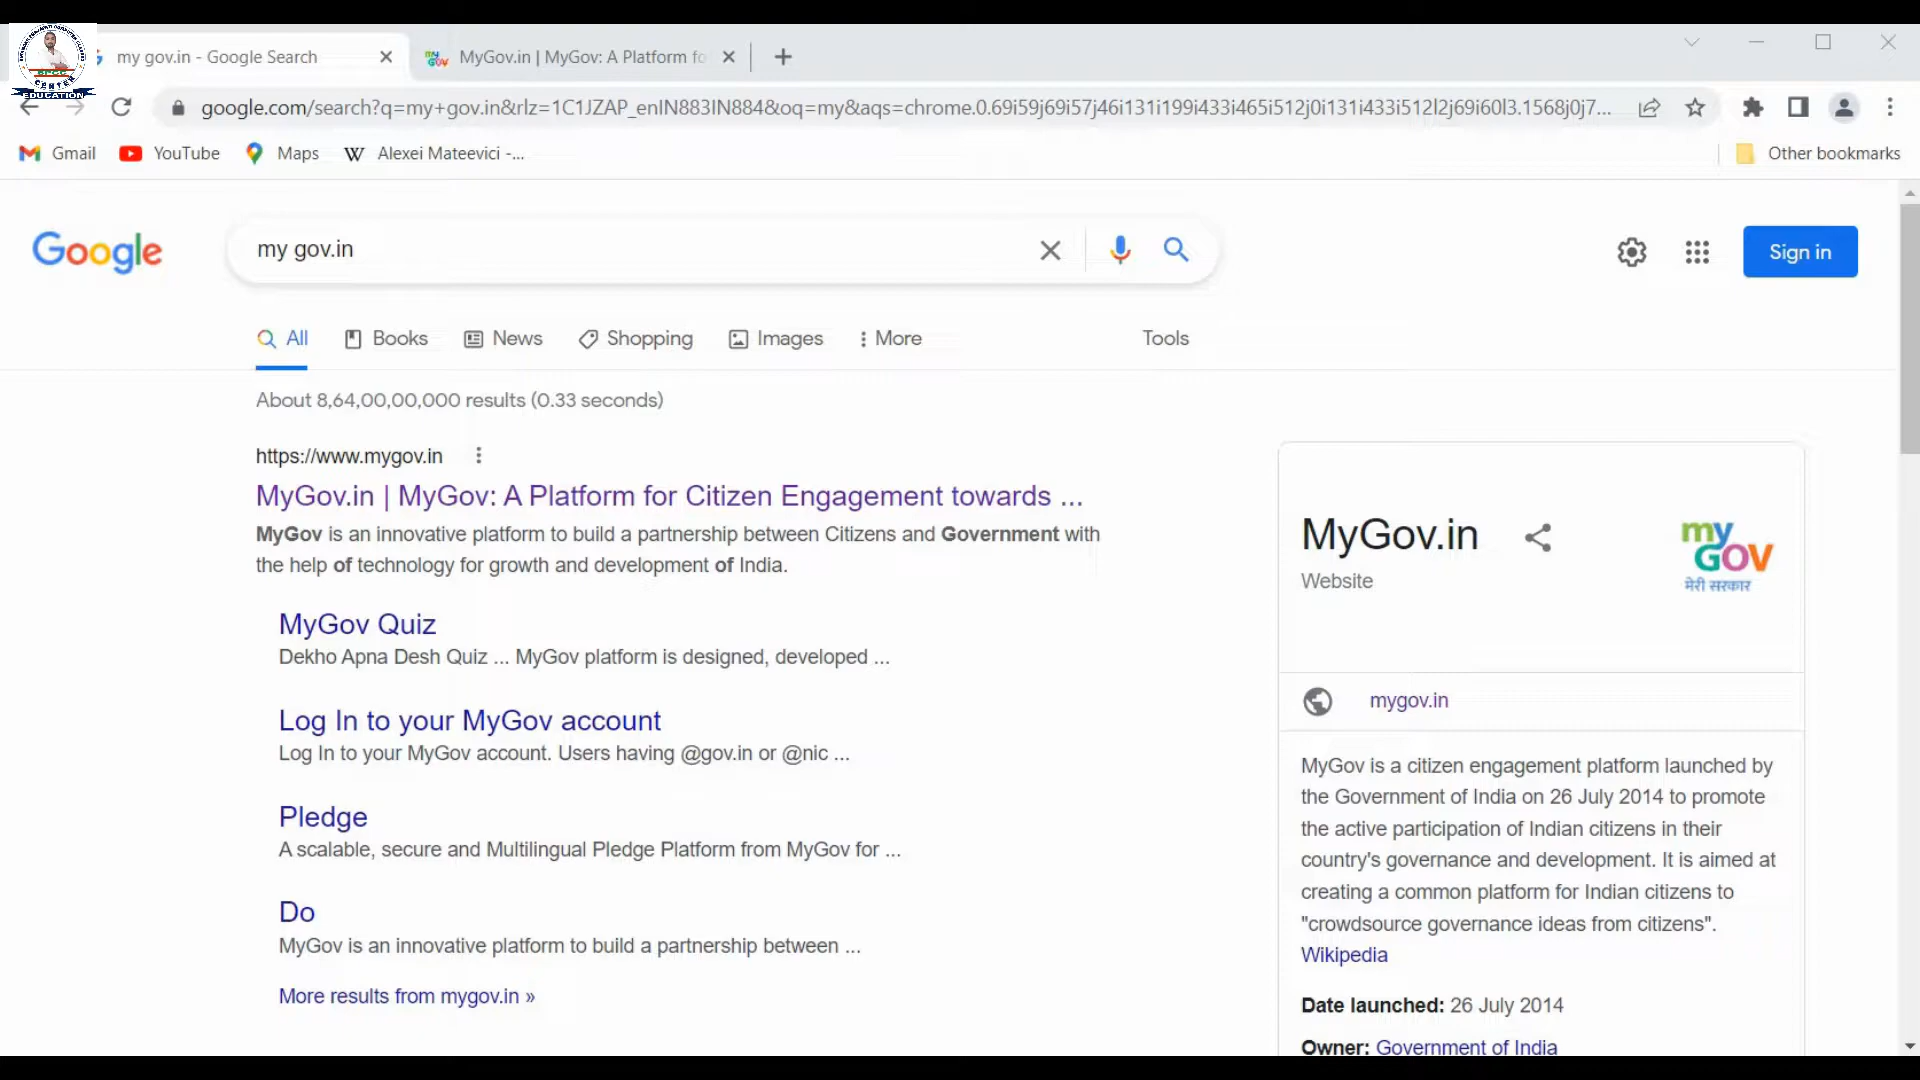 CENTER
EDUCATION
my gov.in - Google Search
my GOV
MyGov.in | MyGov: A Platform fo
google.com/search?q=my+gov.in&rlz=1C1JZAP_enIN883IN884&oq=my&aqs=chrome.0.69i59j69i57j46i131i199i433i465i512j0i131i433i512l2j69i60l3.1568j0j7...
Gmail
YouTube
Maps
W Alexei Mateevici -...
Other bookmarks
Google
my gov.in
Sign in
All
Books
News
Shopping
Images
More
Tools
About 8,64,00,00,000 results (0.33 seconds)
https://www.mygov.in
MyGov.in | MyGov: A Platform for Citizen Engagement towards ...
MyGov is an innovative platform to build a partnership between Citizens and Government with
the help of technology for growth and development of India.
MyGov Quiz
Dekho Apna Desh Quiz ... MyGov platform is designed, developed ...
Log In to your MyGov account
Log In to your MyGov account. Users having @gov.in or @nic ...
Pledge
A scalable, secure and Multilingual Pledge Platform from MyGov for ...
Do
MyGov is an innovative platform to build a partnership between ...
More results from mygov.in »
MyGov.in
Website
my
GOV
मेरी सरकार
mygov.in
MyGov is a citizen engagement platform launched by
the Government of India on 26 July 2014 to promote
the active participation of Indian citizens in their
country's governance and development. It is aimed at
creating a common platform for Indian citizens to
"crowdsource governance ideas from citizens".
Wikipedia
Date launched: 26 July 2014
Owner: Government of India